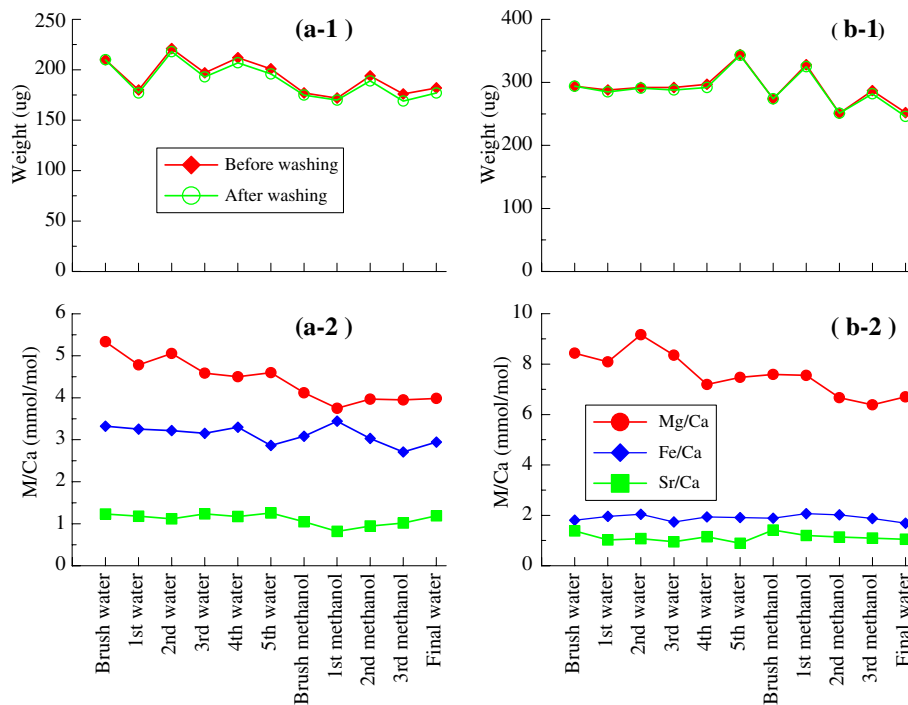 (a-1 )
250
200
150
100
50
0
Weight (ug)
Before washing
After washing
( b-1)
400
300
200
100
0
Weight (ug)
(a-2 )
6
5
4
3
2
1
0
M/Ca (mmol/mol)
Brush water
1st water
2nd water
3rd water
4th water
5th water
Brush methanol
1st methanol
2nd methanol
3rd methanol
Final water
( b-2 )
10
8
6
4
2
0
M/Ca (mmol/mol)
Mg/Ca
Fe/Ca
Sr/Ca
Brush water
1st water
2nd water
3rd water
4th water
5th water
Brush methanol
1st methanol
2nd methanol
3rd methanol
Final water